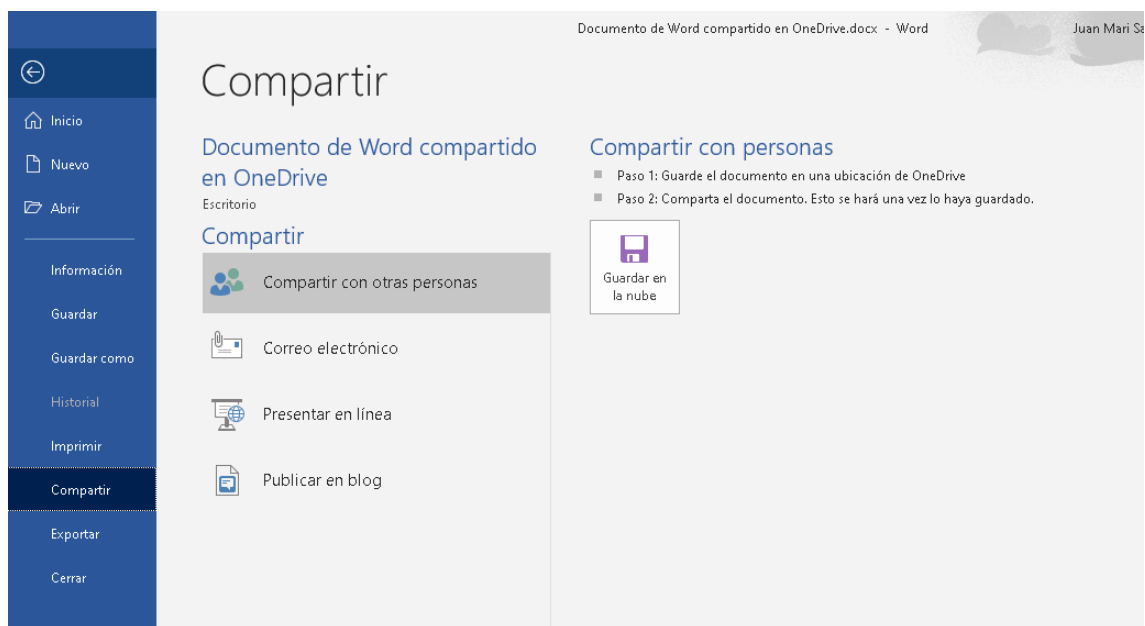 Documento de Word compartido en OneDrive.docx - Word
Juan Mari Sa
Compartir
Inicio
Nuevo
Abrir
Información
Guardar
Guardar como
Historial
Imprimir
Compartir
Exportar
Cerrar
Documento de Word compartido
en OneDrive
Escritorio
Compartir
Compartir con otras personas
Correo electrónico
Presentar en línea
Publicar en blog
Compartir con personas
Paso 1: Guarde el documento en una ubicación de OneDrive
Paso 2: Comparta el documento. Esto se hará una vez lo haya guardado.
Guardar en
la nube